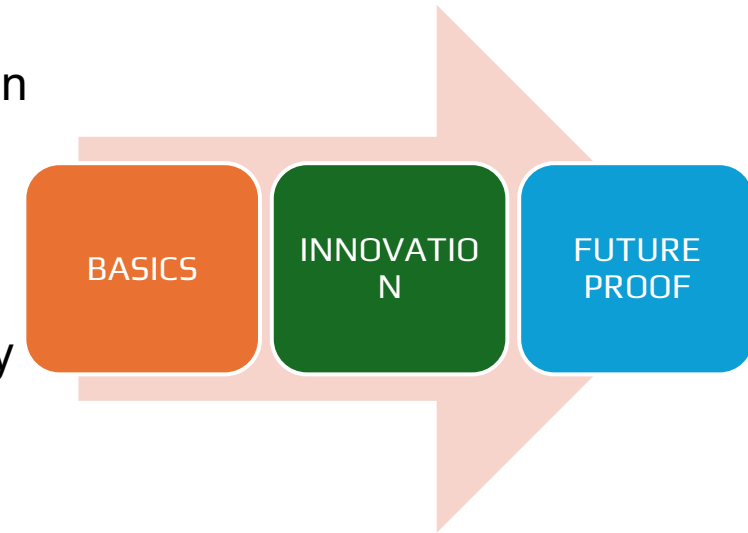 n
y
BASICS
INNOVATIO
N
FUTURE
PROOF